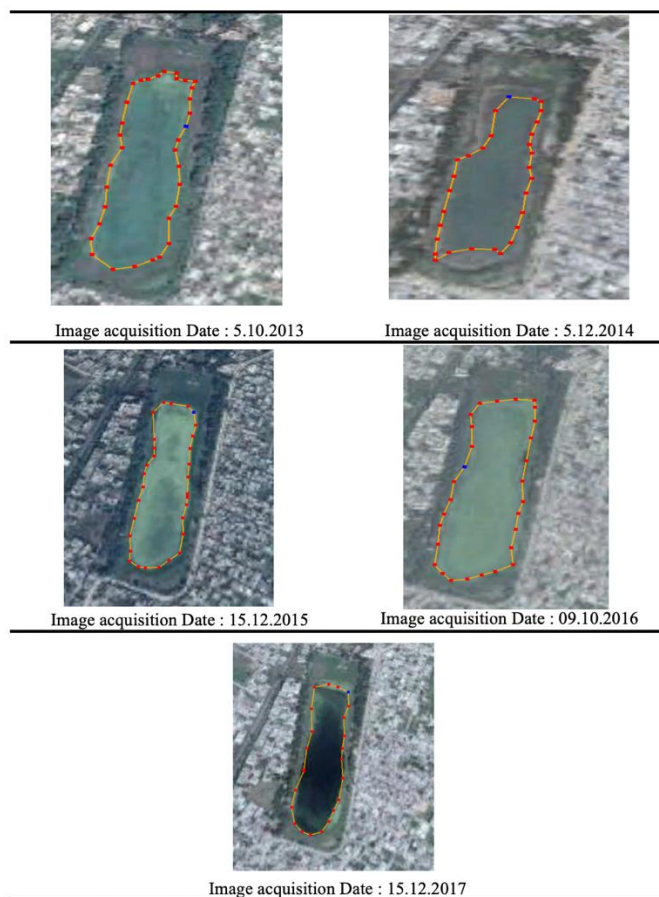 Image acquisition Date : 5.10.2013
Image acquisition Date : 5.12.2014
Image acquisition Date : 15.12.2015
Image acquisition Date : 09.10.2016
Image acquisition Date : 15.12.2017